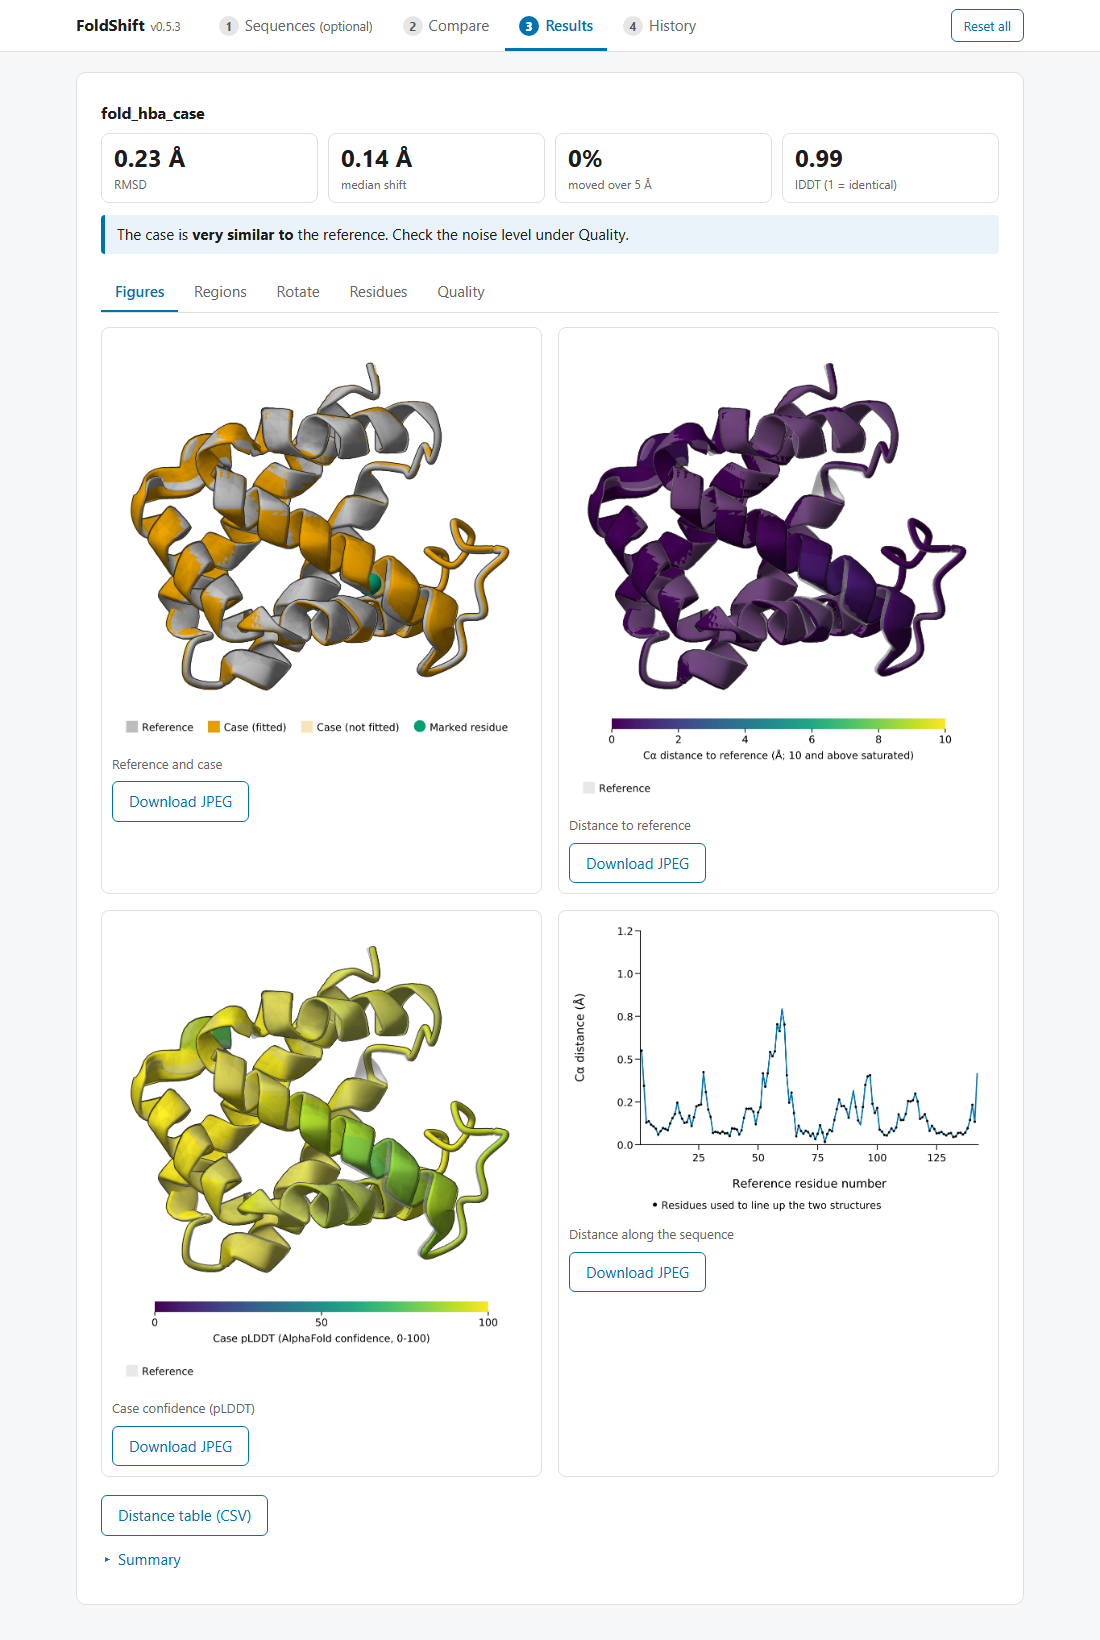 FoldShift v0.5.3
1 Sequences (optional)
2 Compare
3 Results
4 History
Reset all
fold_hba_case
0.23 Å
RMSD
0.14 Å
median shift
0%
moved over 5 Å
0.99
lDDT (1 = identical)
The case is very similar to the reference. Check the noise level under Quality.
Figures
Regions
Rotate
Residues
Quality
Reference
Case (fitted)
Case (not fitted)
Marked residue
Reference and case
Download JPEG
0 2 4 6 8 10
Cα distance to reference (Å; 10 and above saturated)
Reference
Distance to reference
Download JPEG
0 50 100
Case pLDDT (AlphaFold confidence, 0-100)
Reference
Case confidence (pLDDT)
Download JPEG
1.2
1.0
0.8
0.5
0.2
0.0
Cα distance (Å)
25 50 75 100 125
Reference residue number
• Residues used to line up the two structures
Distance along the sequence
Download JPEG
Distance table (CSV)
▸ Summary